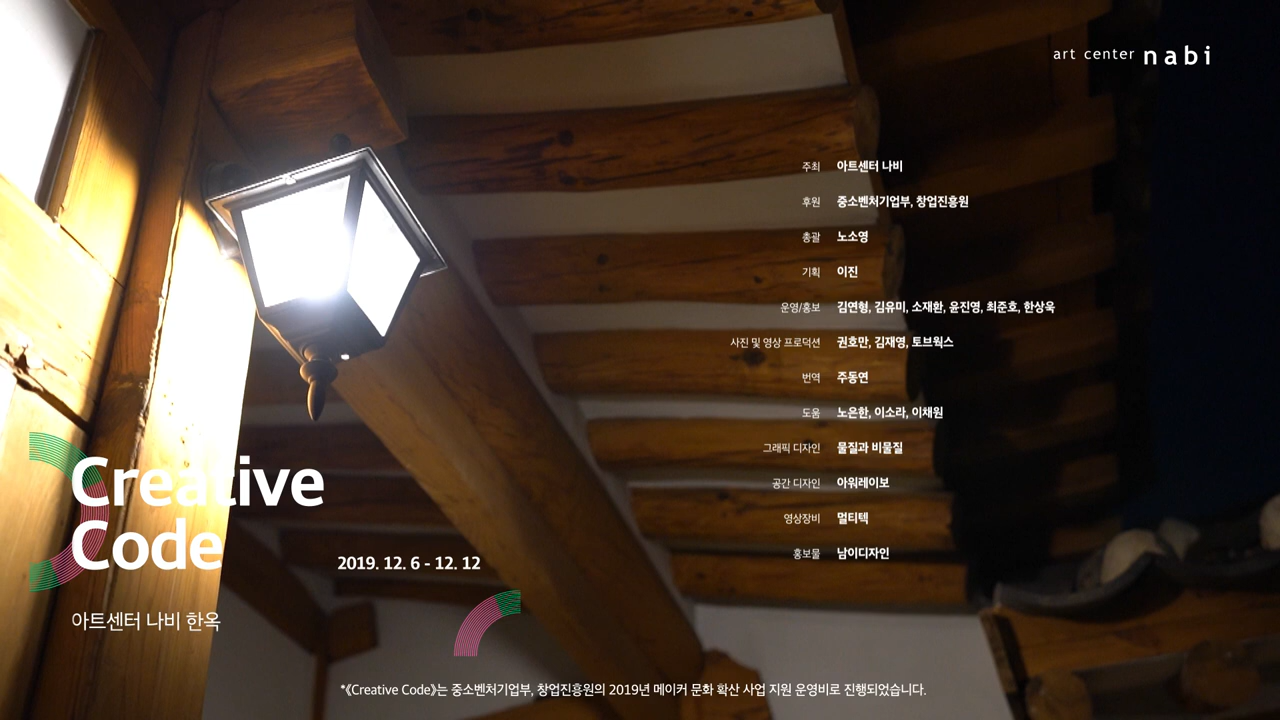 art center nabi
주최 아트센터 나비
후원 중소벤처기업부, 창업진흥원
총괄 노소영
기획 이진
운영/홍보 김연형, 김유미, 소재환, 윤진영, 최준호, 한상욱
사진 및 영상 프로덕션 권호만, 김재영, 토브웍스
번역 주동연
도움 노은한, 이소라, 이채원
그래픽 디자인 물질과 비물질
공간 디자인 아워레이보
영상장비 멀티텍
홍보물 남이디자인
Creative
Code
2019. 12. 6 - 12. 12
아트센터 나비 한옥
*《Creative Code》는 중소벤처기업부, 창업진흥원의 2019년 메이커 문화 확산 사업 지원 운영비로 진행되었습니다.